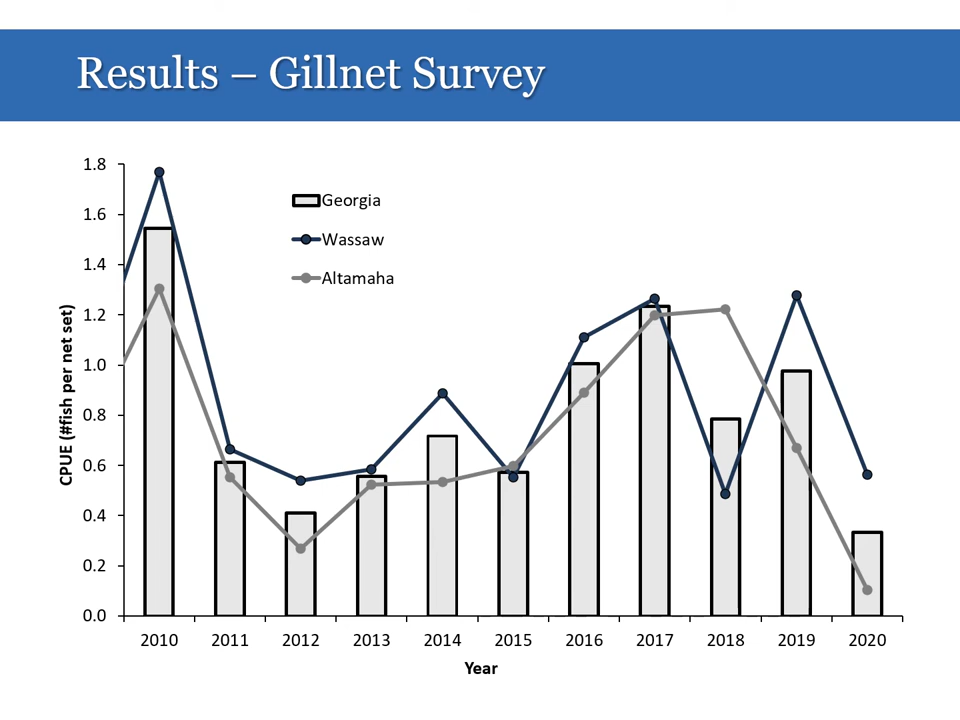 Results – Gillnet Survey
1.8
1.6
1.4
1.2
1.0
0.8
0.6
0.4
0.2
0.0
CPUE (#fish per net set)
Georgia
Wassaw
Altamaha
2010 2011 2012 2013 2014 2015 2016 2017 2018 2019 2020
Year